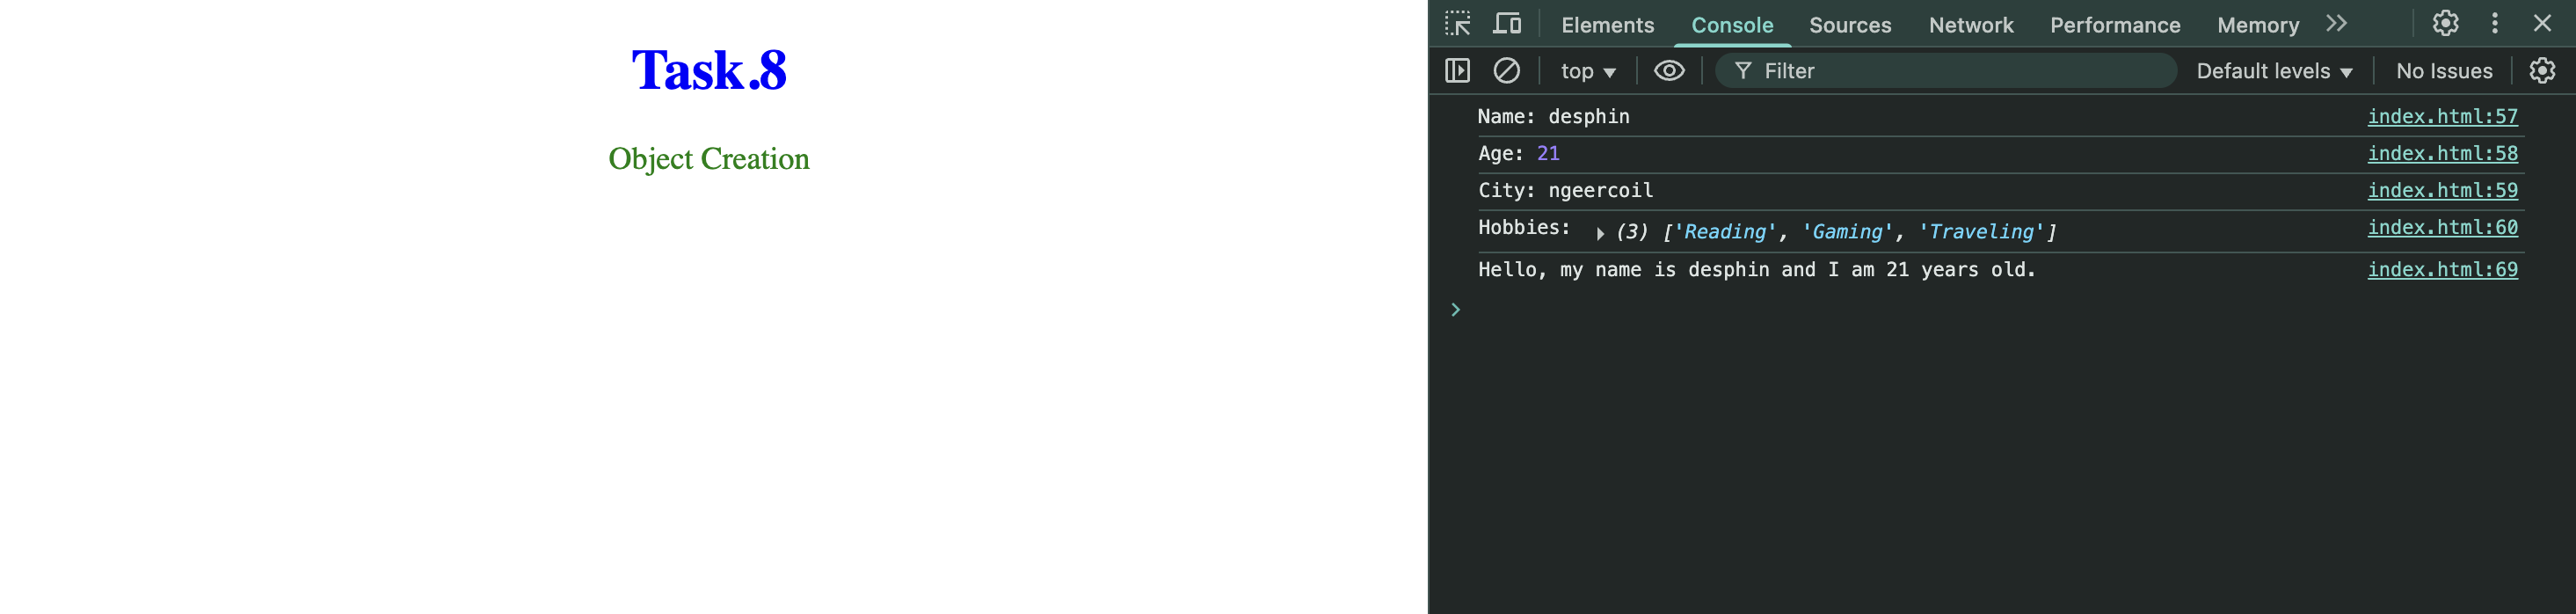 Task.8
Object Creation
Elements Console Sources Network Performance Memory
top Filter Default levels No Issues
Name: desphin index.html:57
Age: 21 index.html:58
City: ngeercoil index.html:59
Hobbies: (3) ['Reading', 'Gaming', 'Traveling'] index.html:60
Hello, my name is desphin and I am 21 years old. index.html:69